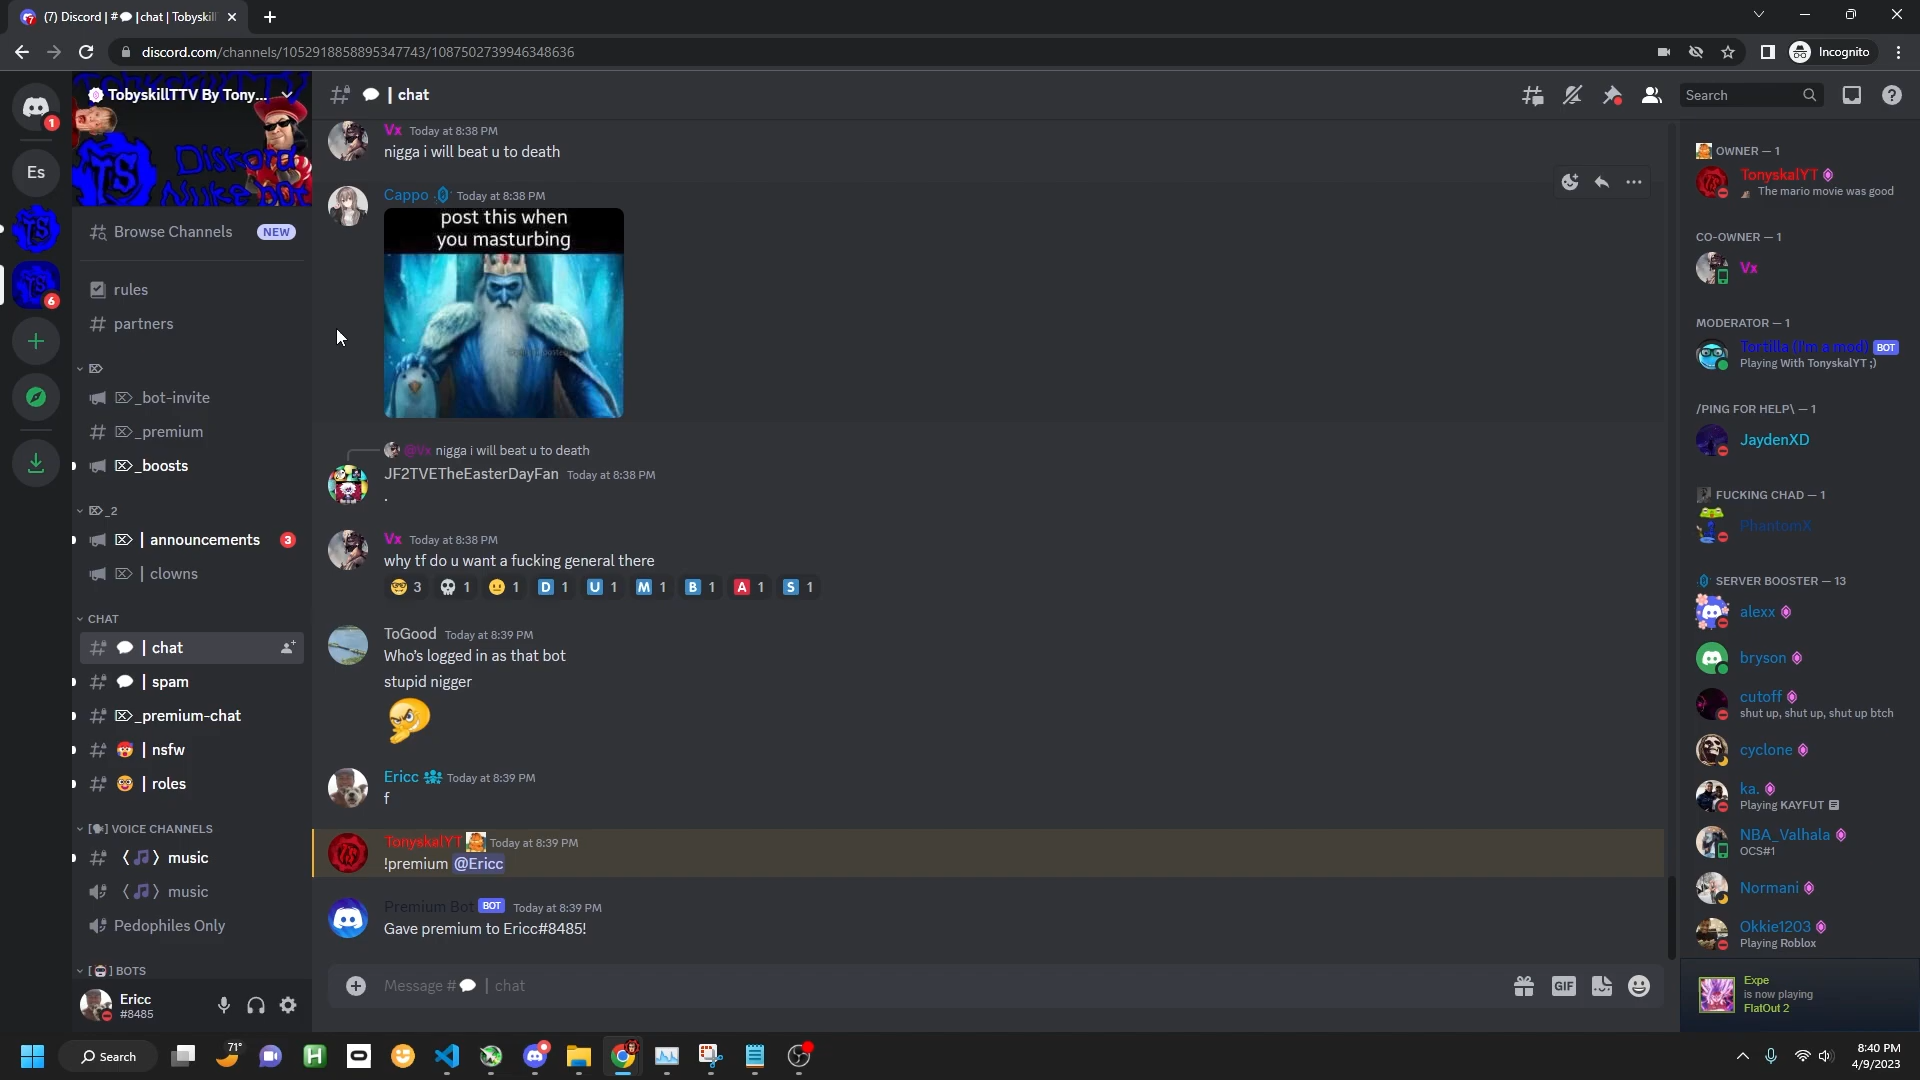 (7) Discord | #💬 | chat | Tobyskill
discord.com/channels/1052918858895347743/1087502739946348636
Incognito
TobyskillTTV By Tony...
Diskord
Nuke bot
TS
Browse Channels NEW
rules
partners
_bot-invite
_premium
_boosts
_2
| announcements 3
| clowns
CHAT
| chat
| spam
_premium-chat
| nsfw
| roles
VOICE CHANNELS
music
music
Pedophiles Only
BOTS
Ericc
#8485
1
Es
6
| chat
Search
Vx Today at 8:38 PM
nigga i will beat u to death
Cappo Today at 8:38 PM
post this when
you masturbing
@Vx nigga i will beat u to death
JF2TVETheEasterDayFan Today at 8:38 PM
.
Vx Today at 8:38 PM
why tf do u want a fucking general there
3 1 1 D 1 U 1 M 1 B 1 A 1 S 1
ToGood Today at 8:39 PM
Who's logged in as that bot
stupid nigger
Ericc Today at 8:39 PM
f
TonyskalYT Today at 8:39 PM
!premium @Ericc
Premium Bot BOT Today at 8:39 PM
Gave premium to Ericc#8485!
Message #💬 | chat
GIF
OWNER — 1
TonyskalYT
The mario movie was good
CO-OWNER — 1
Vx
MODERATOR — 1
Tortilla (I'm a mod) BOT
Playing With TonyskalYT ;)
/PING FOR HELP\ — 1
JaydenXD
FUCKING CHAD — 1
PhantomX
SERVER BOOSTER — 13
alexx
bryson
cutoff
shut up, shut up, shut up btch
cyclone
ka.
Playing KAYFUT
NBA_Valhala
OCS#1
Normani
Okkie1203
Playing Roblox
Expe
is now playing
FlatOut 2
Search
71°
8:40 PM
4/9/2023